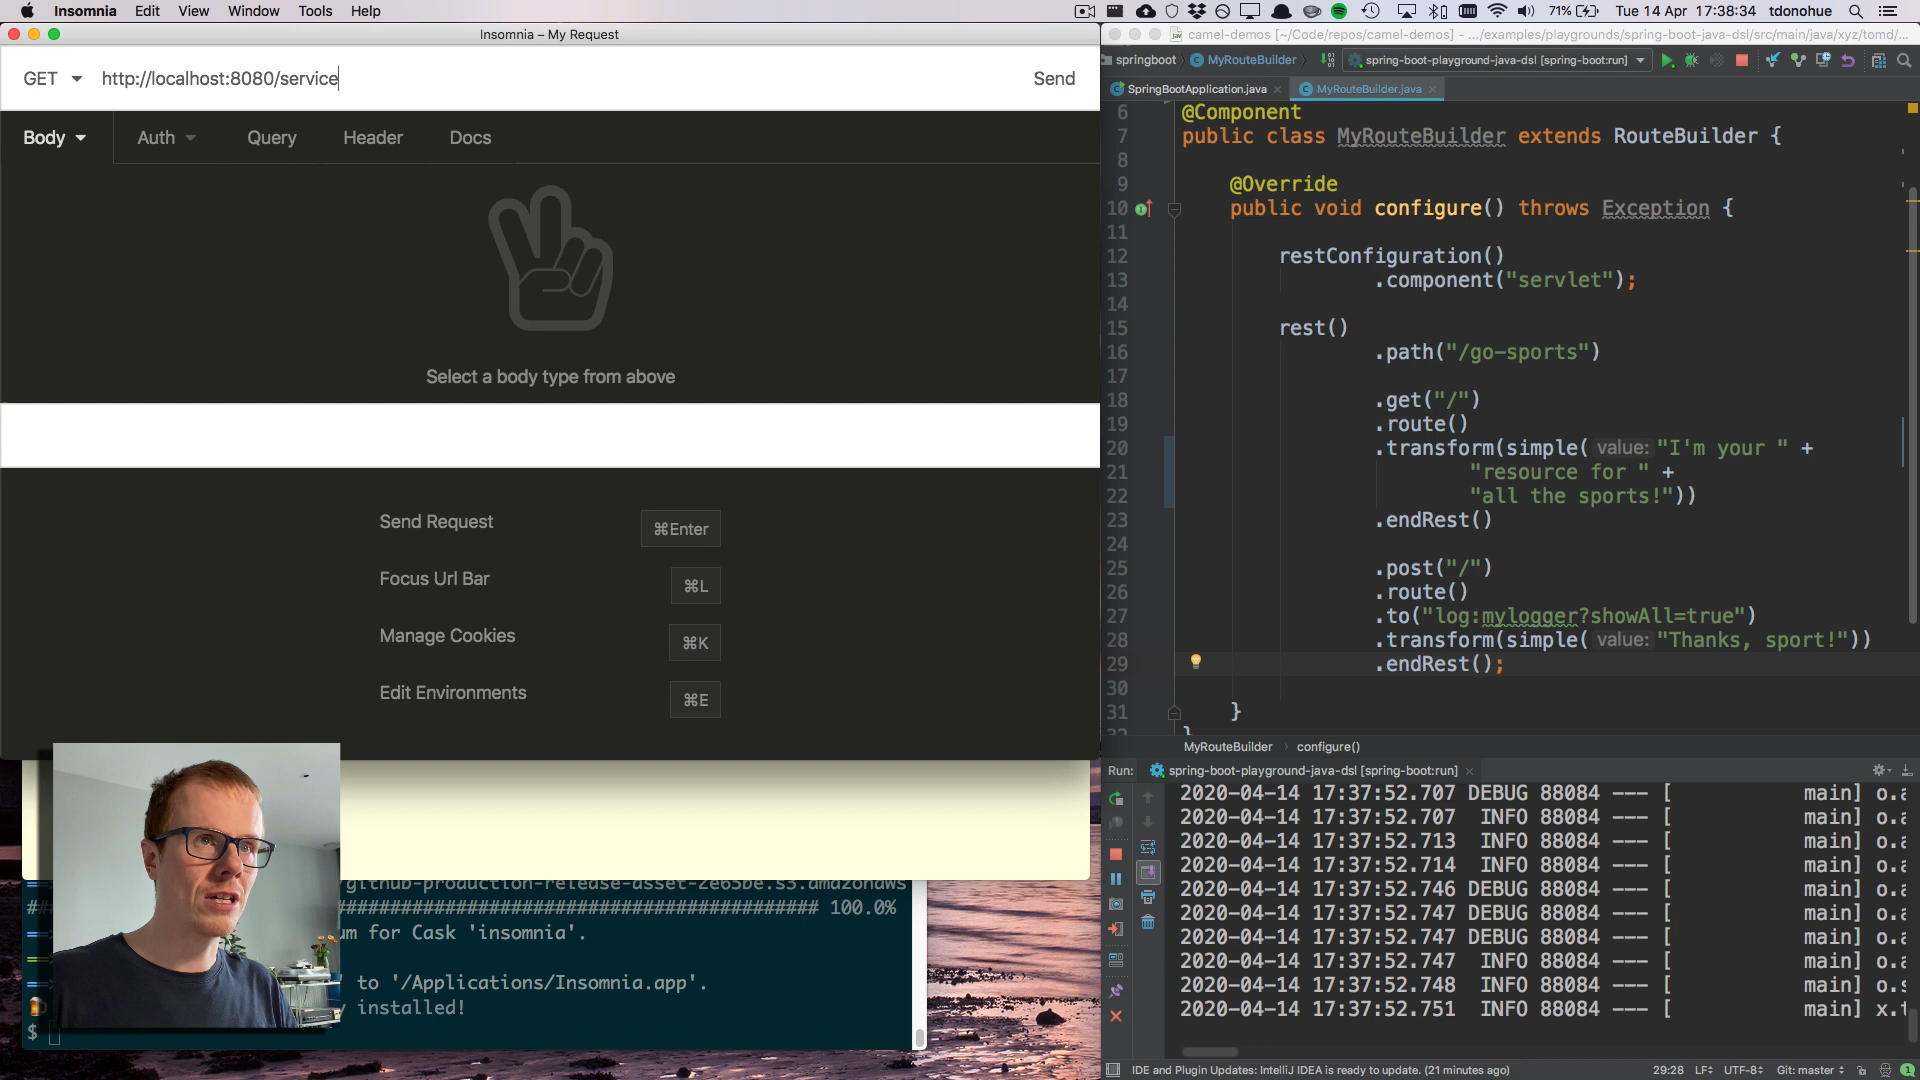 Insomnia Edit View Window Tools Help
71% Tue 14 Apr 17:38:34 tdonohue
Insomnia – My Request
GET http://localhost:8080/service Send
Body Auth Query Header Docs
Select a body type from above
Send Request ⌘Enter
Focus Url Bar ⌘L
Manage Cookies ⌘K
Edit Environments ⌘E
github-production-release-asset-2e65be.s3.amazonaws
100.0%
um for Cask 'insomnia'.
to '/Applications/Insomnia.app'.
installed!
$
camel-demos [~/Code/repos/camel-demos] - .../examples/playgrounds/spring-boot-java-dsl/src/main/java/xyz/tomd/...
springboot MyRouteBuilder spring-boot-playground-java-dsl [spring-boot:run]
SpringBootApplication.java MyRouteBuilder.java
6 @Component
7 public class MyRouteBuilder extends RouteBuilder {
8
9 @Override
10 public void configure() throws Exception {
11
12 restConfiguration()
13 .component("servlet");
14
15 rest()
16 .path("/go-sports")
17
18 .get("/")
19 .route()
20 .transform(simple( value: "I'm your " +
21 "resource for " +
22 "all the sports!"))
23 .endRest()
24
25 .post("/")
26 .route()
27 .to("log:mylogger?showAll=true")
28 .transform(simple( value: "Thanks, sport!"))
29 .endRest();
30
31 }
32 }
MyRouteBuilder › configure()
Run: spring-boot-playground-java-dsl [spring-boot:run]
2020-04-14 17:37:52.707 DEBUG 88084 --- [ main] o.a
2020-04-14 17:37:52.707 INFO 88084 --- [ main] o.a
2020-04-14 17:37:52.713 INFO 88084 --- [ main] o.a
2020-04-14 17:37:52.714 INFO 88084 --- [ main] o.a
2020-04-14 17:37:52.746 DEBUG 88084 --- [ main] o.a
2020-04-14 17:37:52.747 DEBUG 88084 --- [ main] o.a
2020-04-14 17:37:52.747 DEBUG 88084 --- [ main] o.a
2020-04-14 17:37:52.747 INFO 88084 --- [ main] o.a
2020-04-14 17:37:52.748 INFO 88084 --- [ main] o.s
2020-04-14 17:37:52.751 INFO 88084 --- [ main] x.t
IDE and Plugin Updates: IntelliJ IDEA is ready to update. (21 minutes ago) 29:28 LF UTF-8 Git: master 1